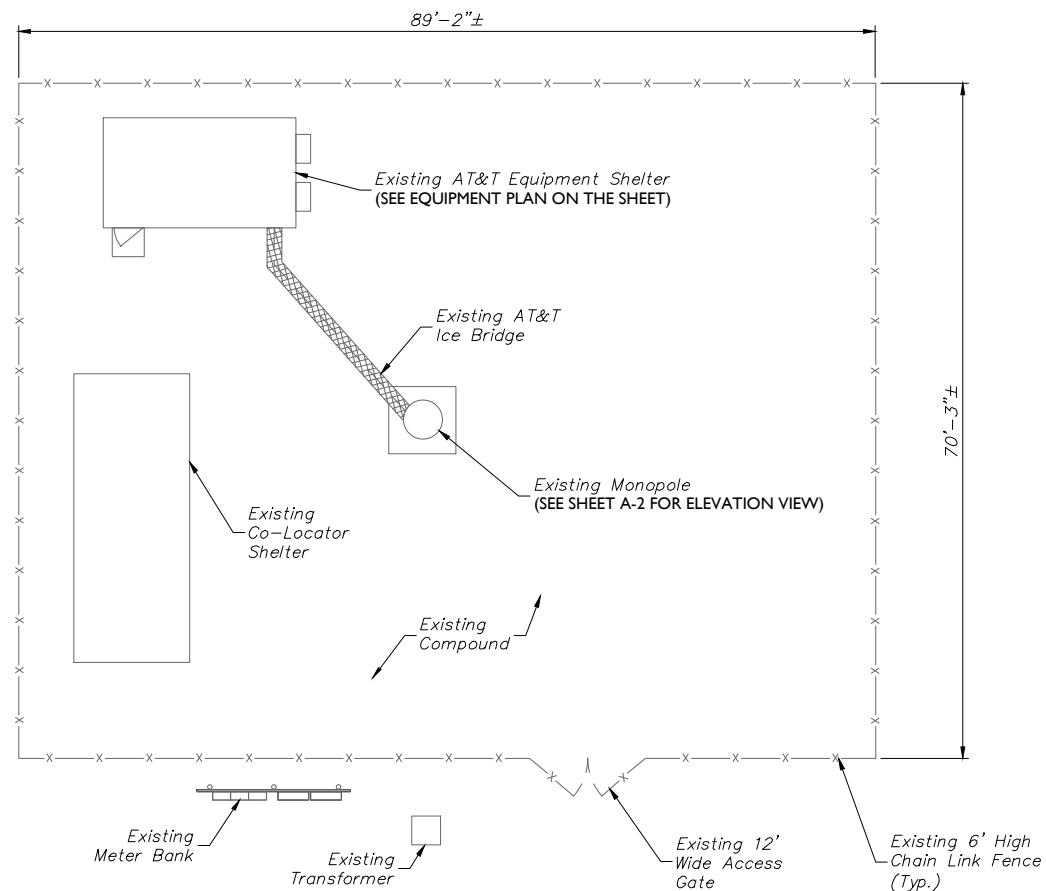 89'-2"±
Existing AT&T Equipment Shelter
(SEE EQUIPMENT PLAN ON THE SHEET)
Existing AT&T
Ice Bridge
70'-3"±
Existing Monopole
(SEE SHEET A-2 FOR ELEVATION VIEW)
Existing
Co-Locator
Shelter
Existing
Compound
Existing
Meter Bank
Existing
Transformer
Existing 12'
Wide Access
Gate
Existing 6' High
Chain Link Fence
(Typ.)